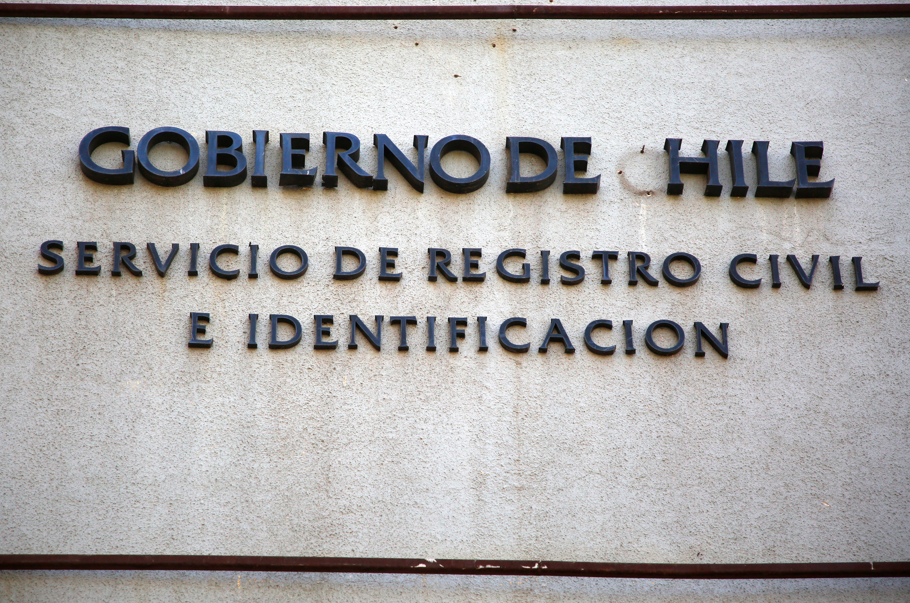 GOBIERNO DE HILE
SERVICIO DE REGISTRO CIVIL
E IDENTIFICACION